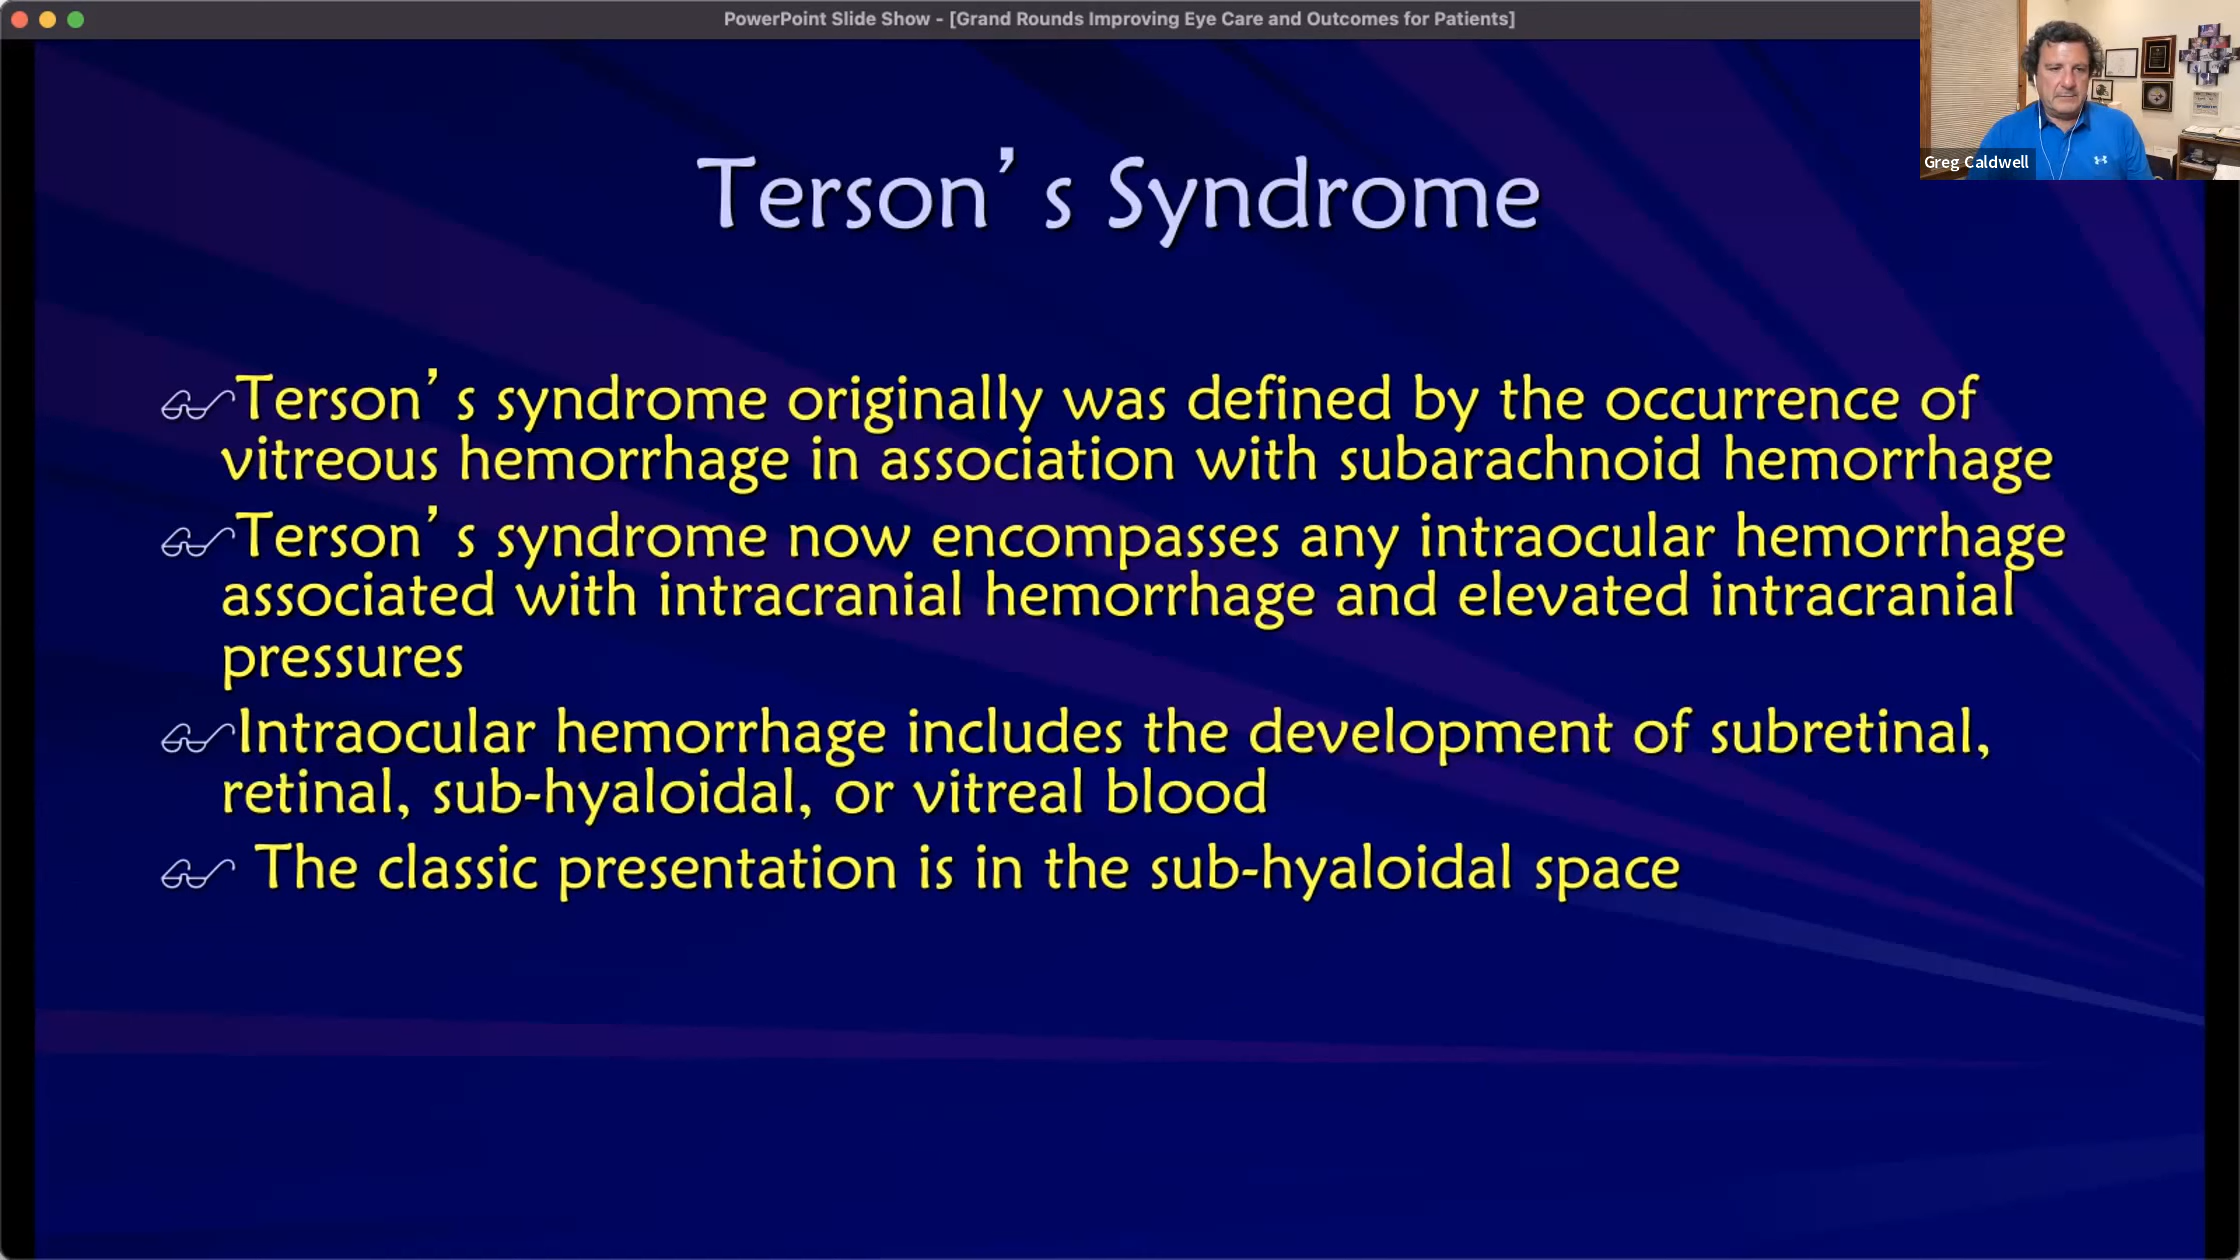 PowerPoint Slide Show - [Grand Rounds Improving Eye Care and Outcomes for Patients]
Greg Caldwell
Terson’s Syndrome
Terson’s syndrome originally was defined by the occurrence of
vitreous hemorrhage in association with subarachnoid hemorrhage
Terson’s syndrome now encompasses any intraocular hemorrhage
associated with intracranial hemorrhage and elevated intracranial
pressures
Intraocular hemorrhage includes the development of subretinal,
retinal, sub-hyaloidal, or vitreal blood
The classic presentation is in the sub-hyaloidal space